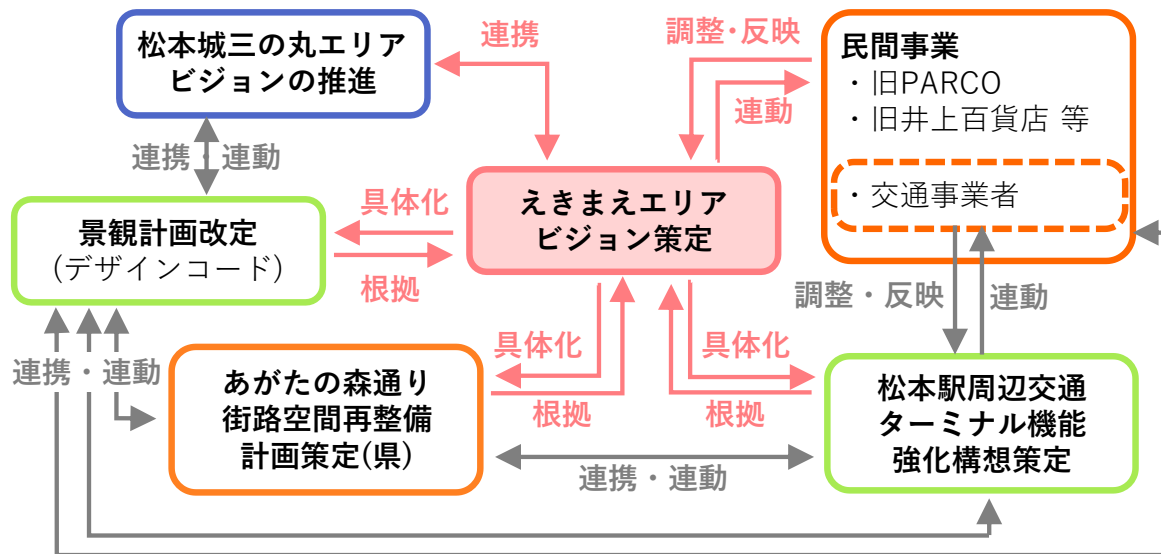 松本城三の丸エリア
ビジョンの推進
連携
調整･反映
連動
民間事業
・旧PARCO
・旧井上百貨店 等
・交通事業者
連携・連動
景観計画改定
(デザインコード)
具体化
根拠
えきまえエリア
ビジョン策定
調整・反映
連動
連携・連動
あがたの森通り
街路空間再整備
計画策定(県)
具体化
根拠
具体化
根拠
連携・連動
松本駅周辺交通
ターミナル機能
強化構想策定